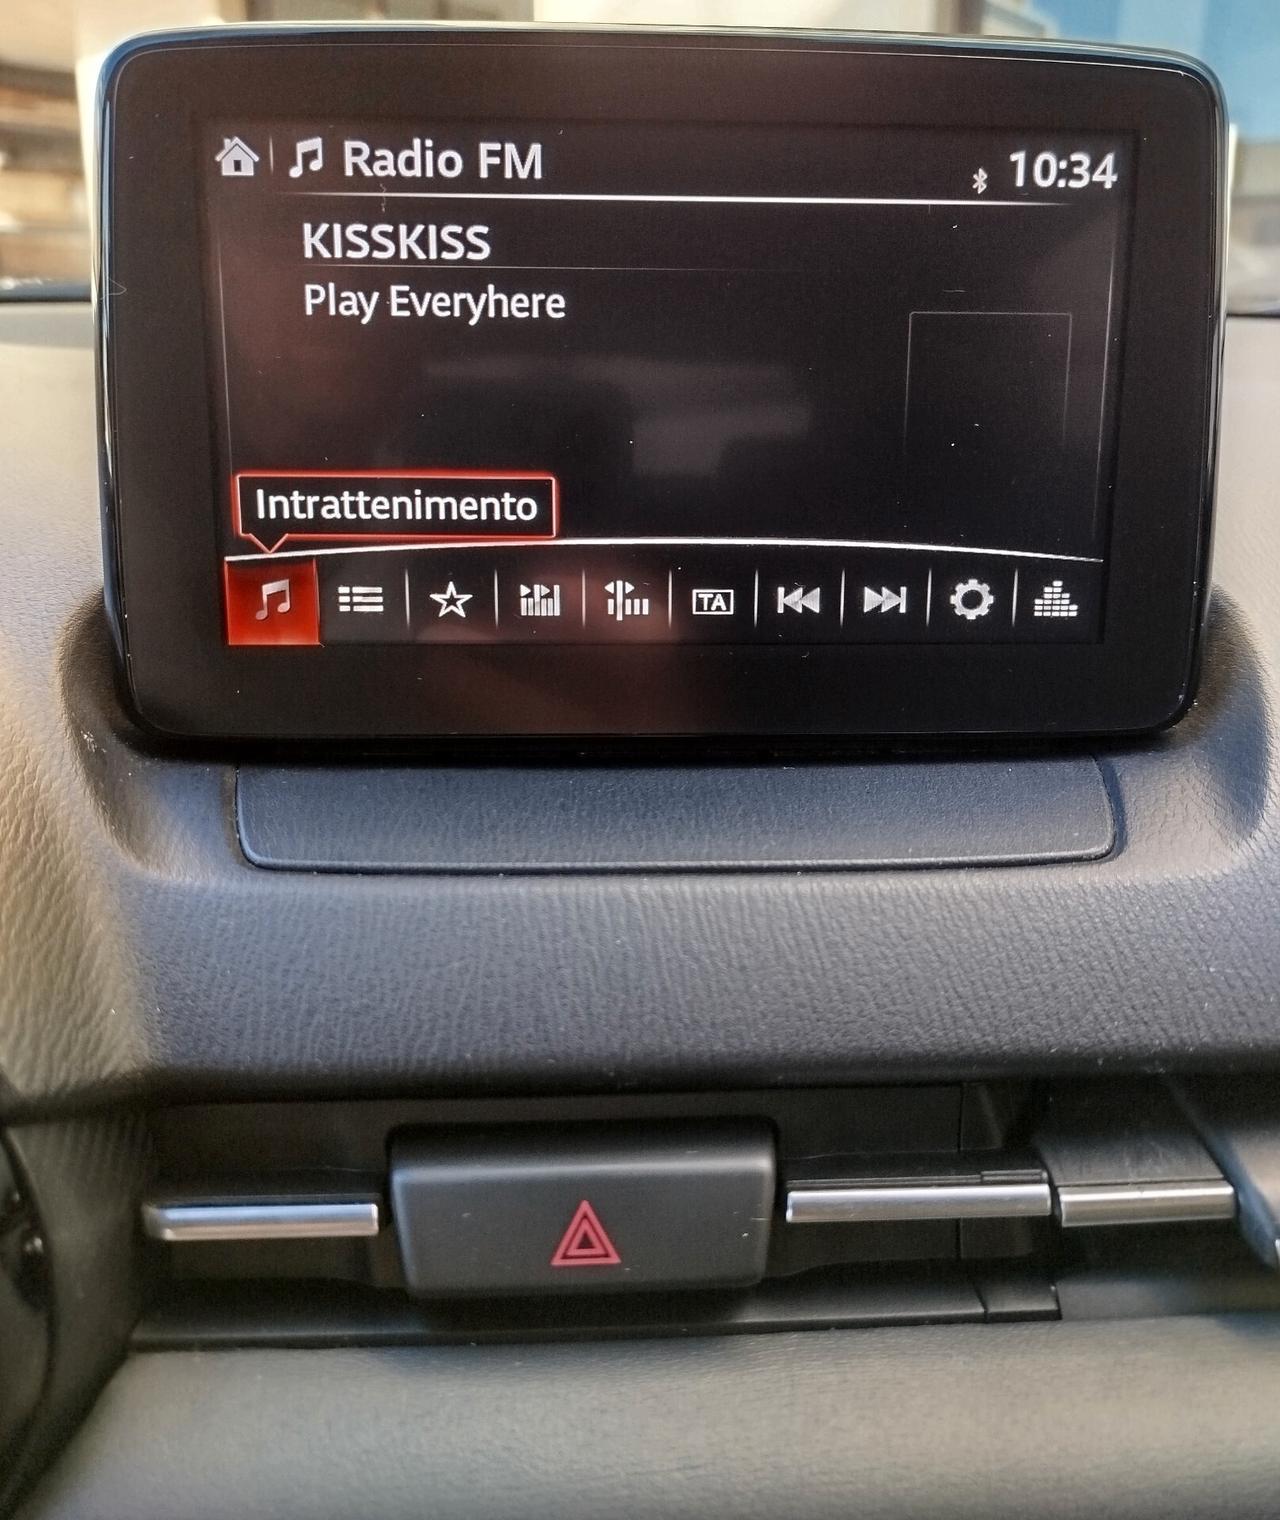 Radio FM
10:34
KISSKISS
Play Everyhere
Intrattenimento
TA